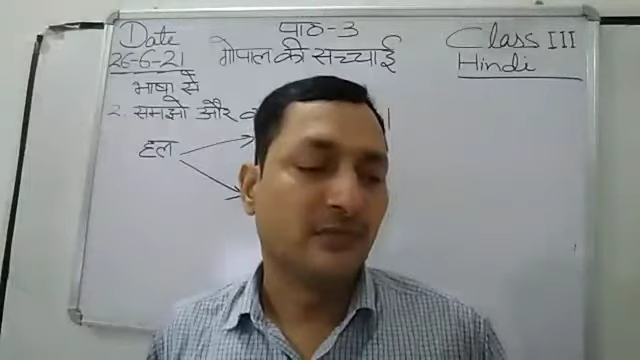 Date
26-6-21
पाठ-3
गोपाल की सच्चाई
Class III
Hindi
भाषा से
2. समझो और
हल